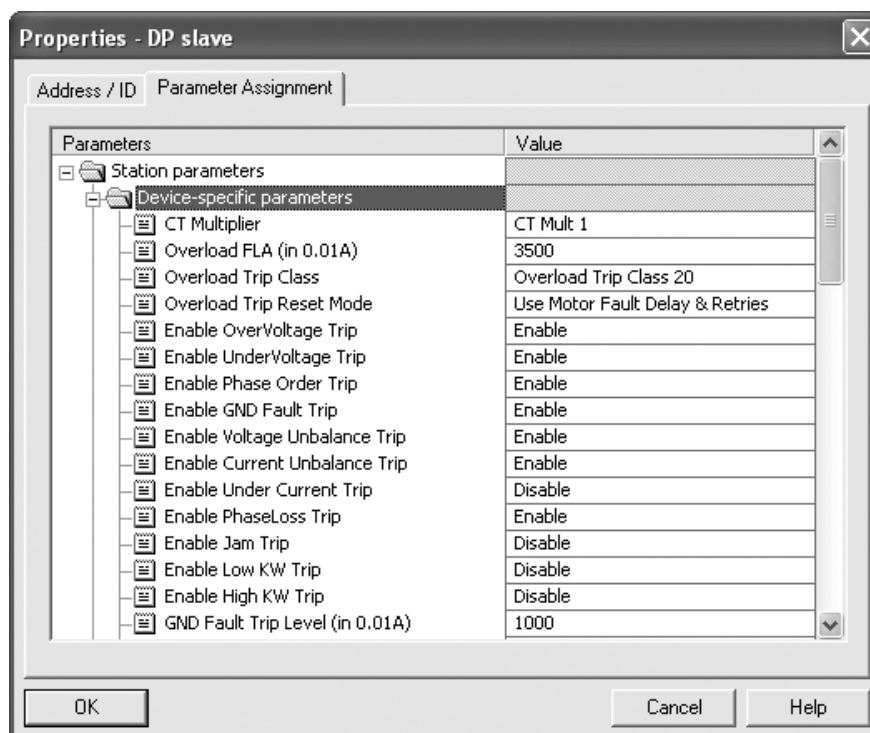 Properties - DP slave
Address / ID Parameter Assignment
Parameters Value
Station parameters
Device-specific parameters
CT Multiplier CT Mult 1
Overload FLA (in 0.01A) 3500
Overload Trip Class Overload Trip Class 20
Overload Trip Reset Mode Use Motor Fault Delay & Retries
Enable OverVoltage Trip Enable
Enable UnderVoltage Trip Enable
Enable Phase Order Trip Enable
Enable GND Fault Trip Enable
Enable Voltage Unbalance Trip Enable
Enable Current Unbalance Trip Enable
Enable Under Current Trip Disable
Enable PhaseLoss Trip Enable
Enable Jam Trip Disable
Enable Low KW Trip Disable
Enable High KW Trip Disable
GND Fault Trip Level (in 0.01A) 1000
OK Cancel Help